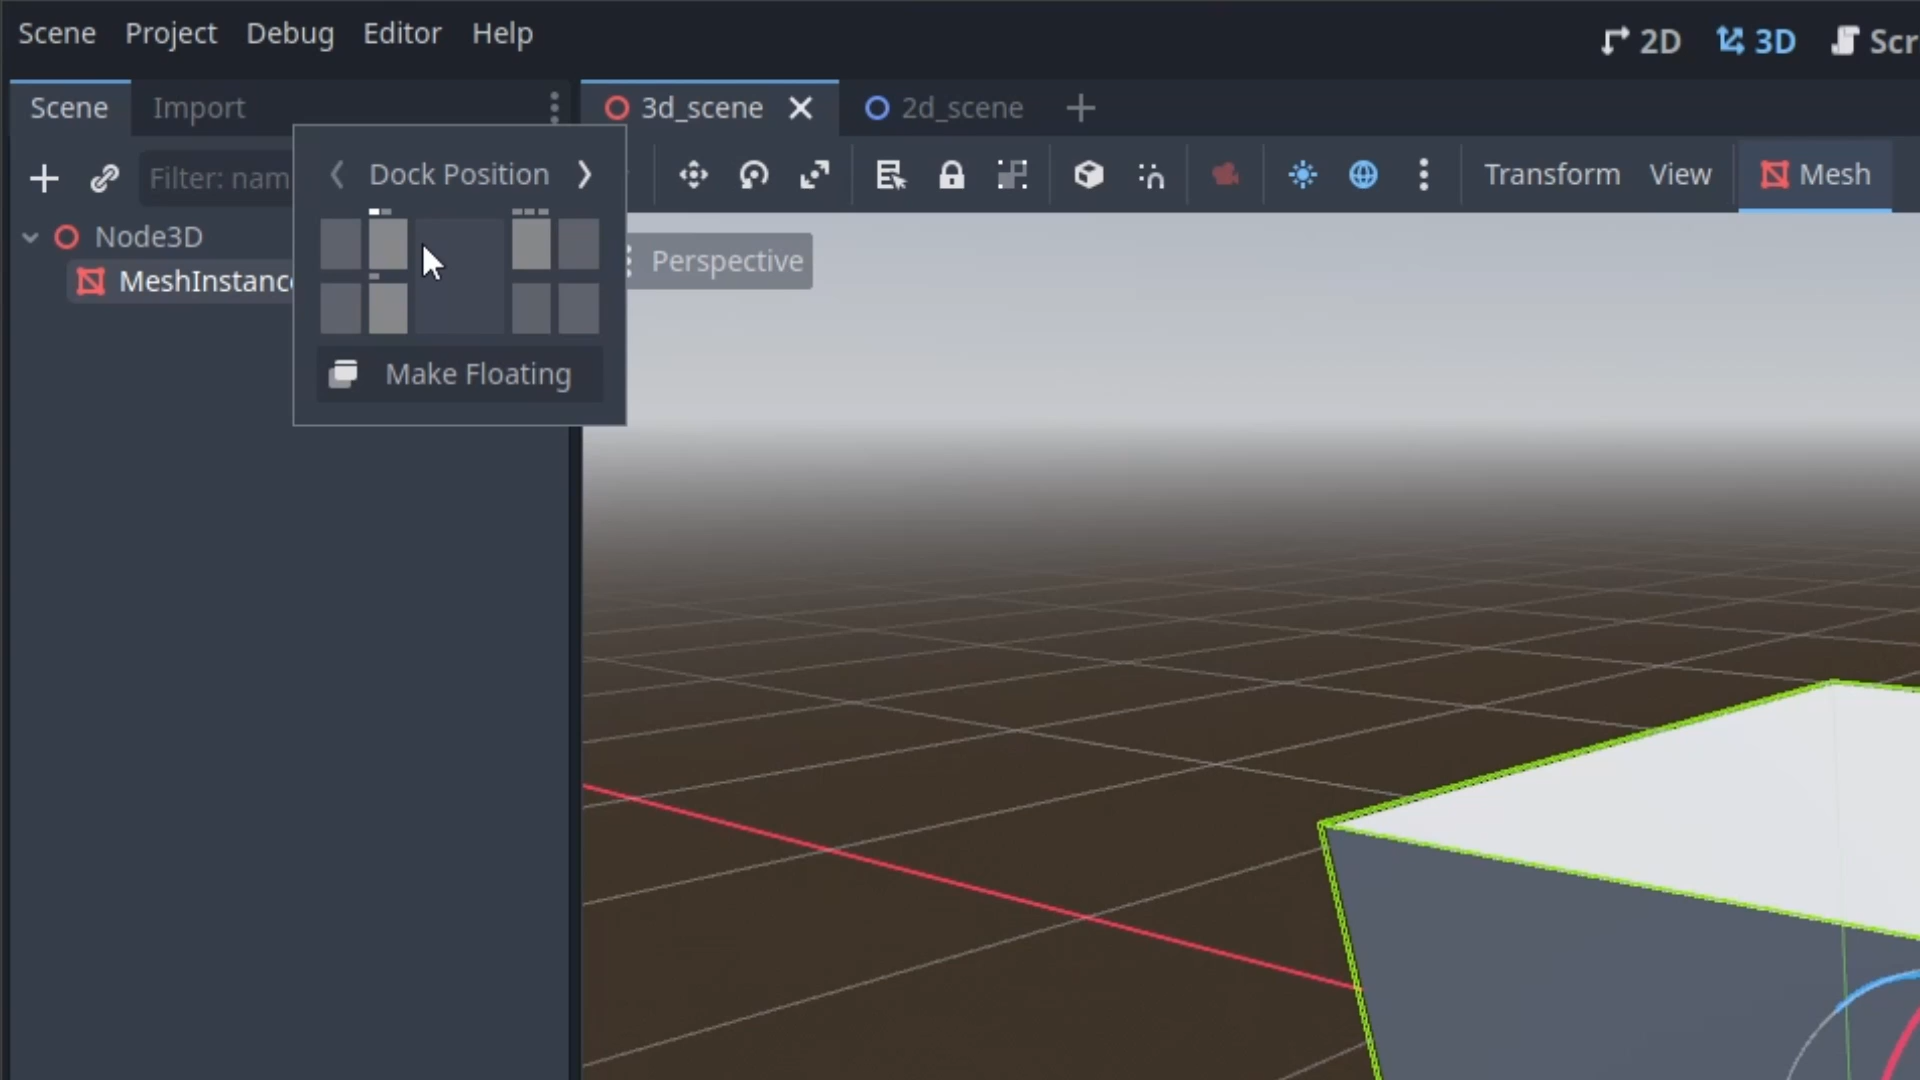 Scene Project Debug Editor Help
2D 3D Scr
Scene Import
3d_scene 2d_scene
Filter: nam
Dock Position
Transform View Mesh
Node3D
MeshInstanc
Perspective
Make Floating